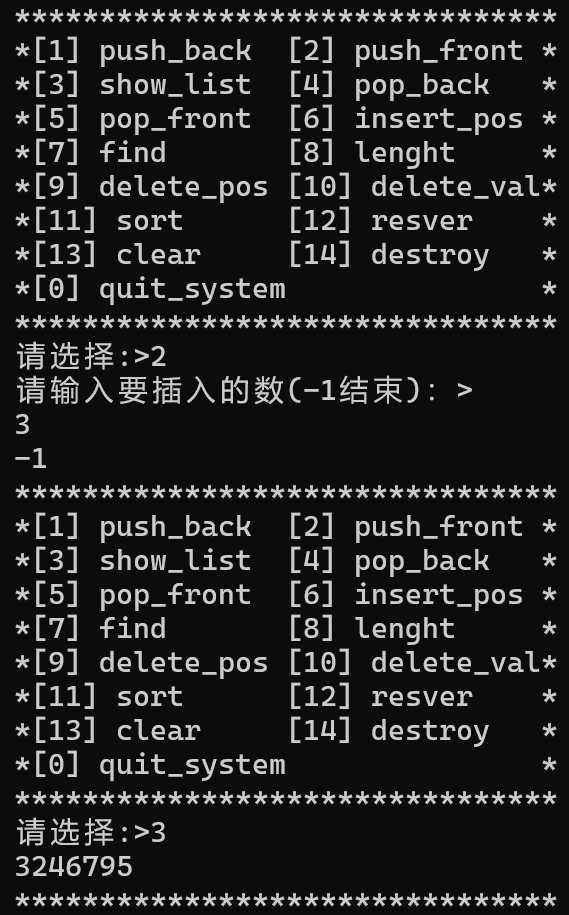 ********************************
*[1] push_back  [2] push_front *
*[3] show_list  [4] pop_back   *
*[5] pop_front  [6] insert_pos *
*[7] find       [8] lenght     *
*[9] delete_pos [10] delete_val*
*[11] sort      [12] resver    *
*[13] clear     [14] destroy   *
*[0] quit_system               *
********************************
请选择:>2
请输入要插入的数(-1结束): >
3
-1
********************************
*[1] push_back  [2] push_front *
*[3] show_list  [4] pop_back   *
*[5] pop_front  [6] insert_pos *
*[7] find       [8] lenght     *
*[9] delete_pos [10] delete_val*
*[11] sort      [12] resver    *
*[13] clear     [14] destroy   *
*[0] quit_system               *
********************************
请选择:>3
3246795
********************************